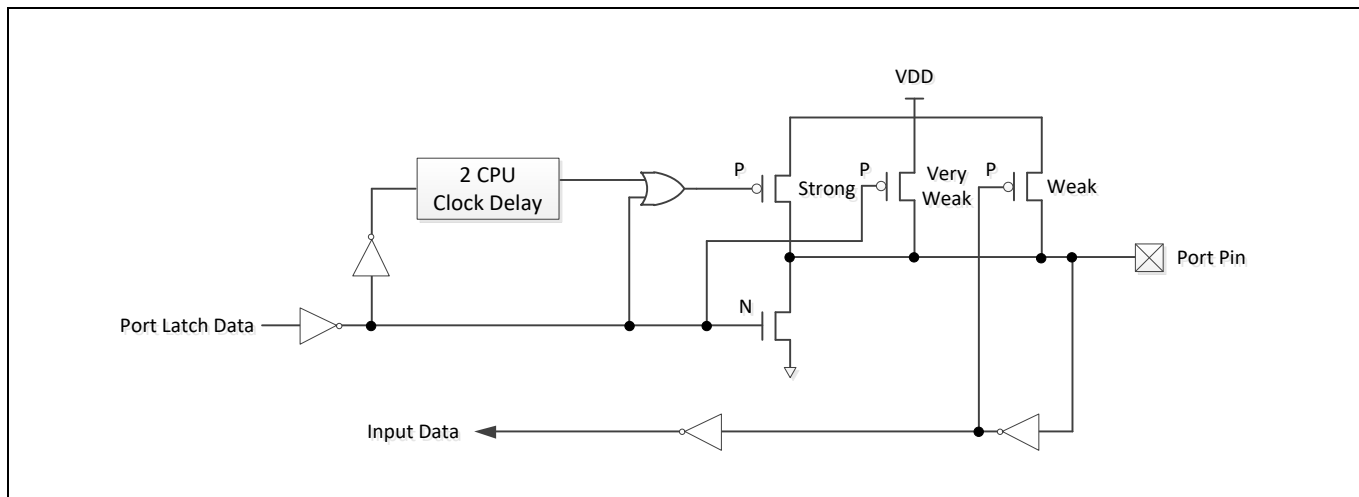 VDD
2 CPU
Clock Delay
P
Strong
P
Very
Weak
P
Weak
Port Pin
N
Port Latch Data
Input Data